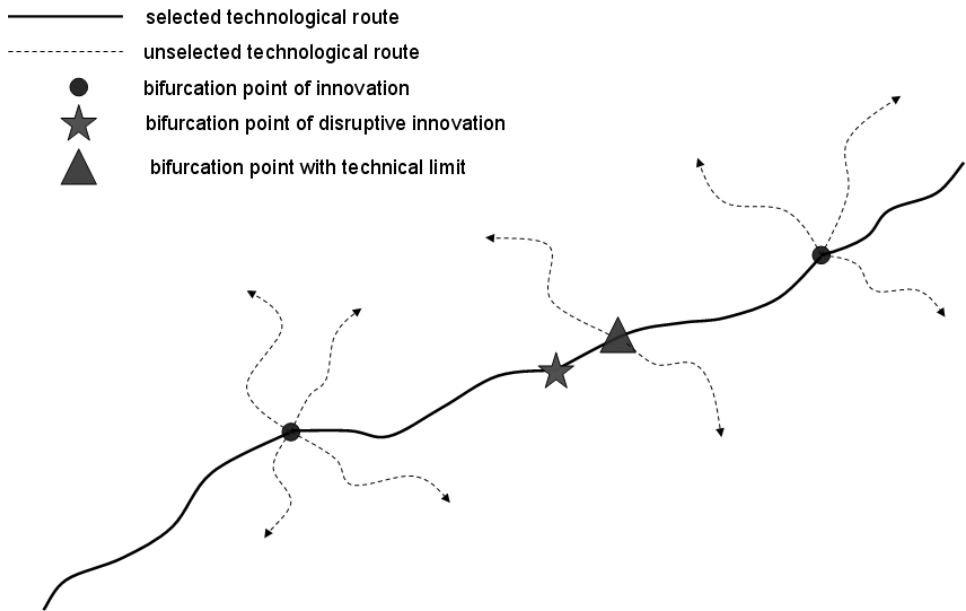 selected technological route
unselected technological route
bifurcation point of innovation
bifurcation point of disruptive innovation
bifurcation point with technical limit